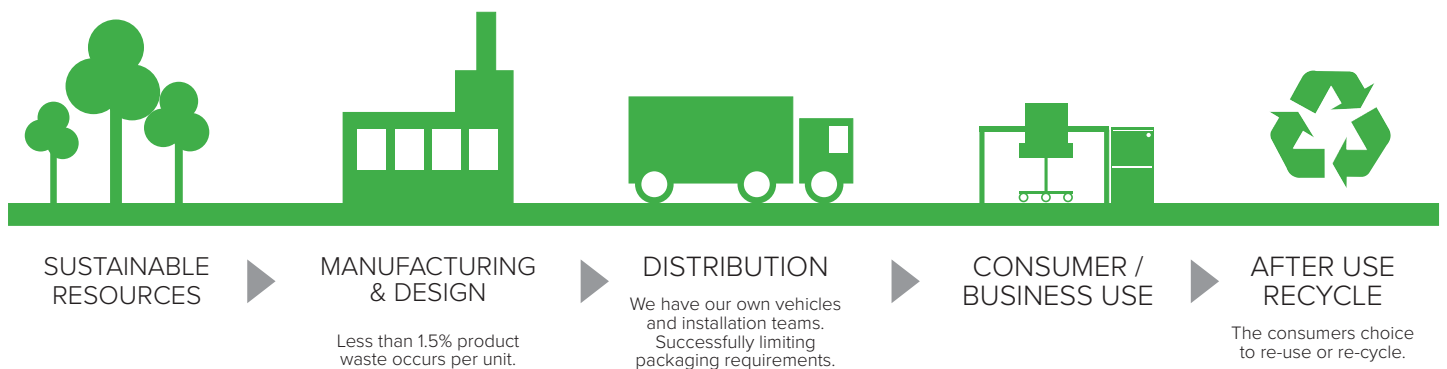 SUSTAINABLE
RESOURCES
MANUFACTURING
& DESIGN
Less than 1.5% product
waste occurs per unit.
DISTRIBUTION
We have our own vehicles
and installation teams.
Successfully limiting
packaging requirements.
CONSUMER /
BUSINESS USE
AFTER USE
RECYCLE
The consumers choice
to re-use or re-cycle.